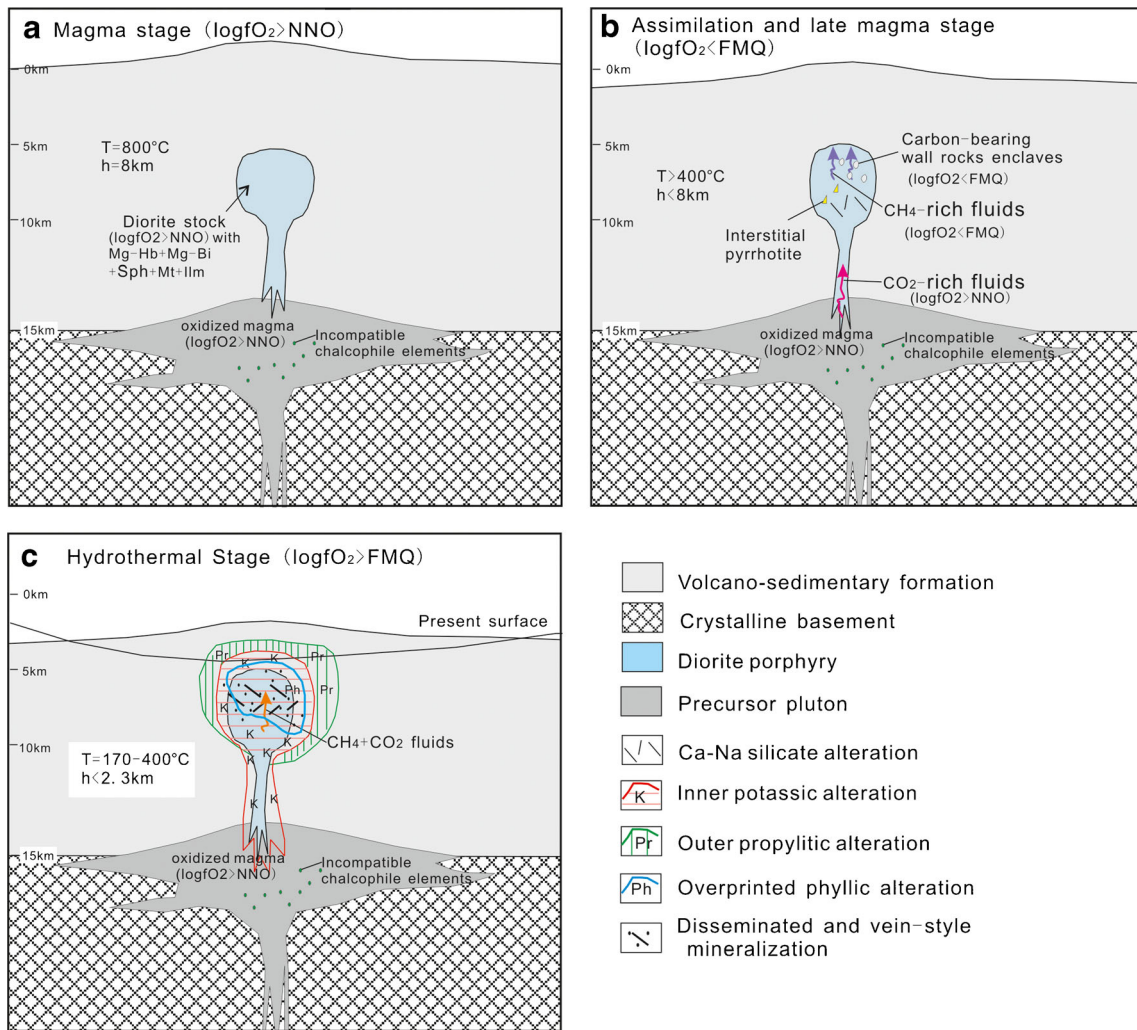 a Magma stage (logfO2>NNO)
0km
5km
T=800°C
h=8km
10km
Diorite stock
(logfO2>NNO) with
Mg-Hb+Mg-Bi
+Sph+Mt+Ilm
15km
oxidized magma
(logfO2>NNO)
Incompatible
chalcophile elements
b Assimilation and late magma stage
(logfO2<FMQ)
0km
5km
Carbon-bearing
wall rocks enclaves
(logfO2<FMQ)
T>400°C
h<8km
CH4-rich fluids
(logfO2<FMQ)
10km
Interstitial
pyrrhotite
CO2-rich fluids
(logfO2>NNO)
15km
oxidized magma
(logfO2>NNO)
Incompatible
chalcophile elements
c Hydrothermal Stage (logfO2>FMQ)
0km
Present surface
5km
Pr K K Pr
K Ph Pr
K K K
K K
K K
10km
CH4+CO2 fluids
T=170-400°C
h<2.3km
15km
oxidized magma
(logfO2>NNO)
Incompatible
chalcophile elements
Volcano-sedimentary formation
Crystalline basement
Diorite porphyry
Precursor pluton
Ca-Na silicate alteration
K Inner potassic alteration
Pr Outer propylitic alteration
Ph Overprinted phyllic alteration
Disseminated and vein-style
mineralization